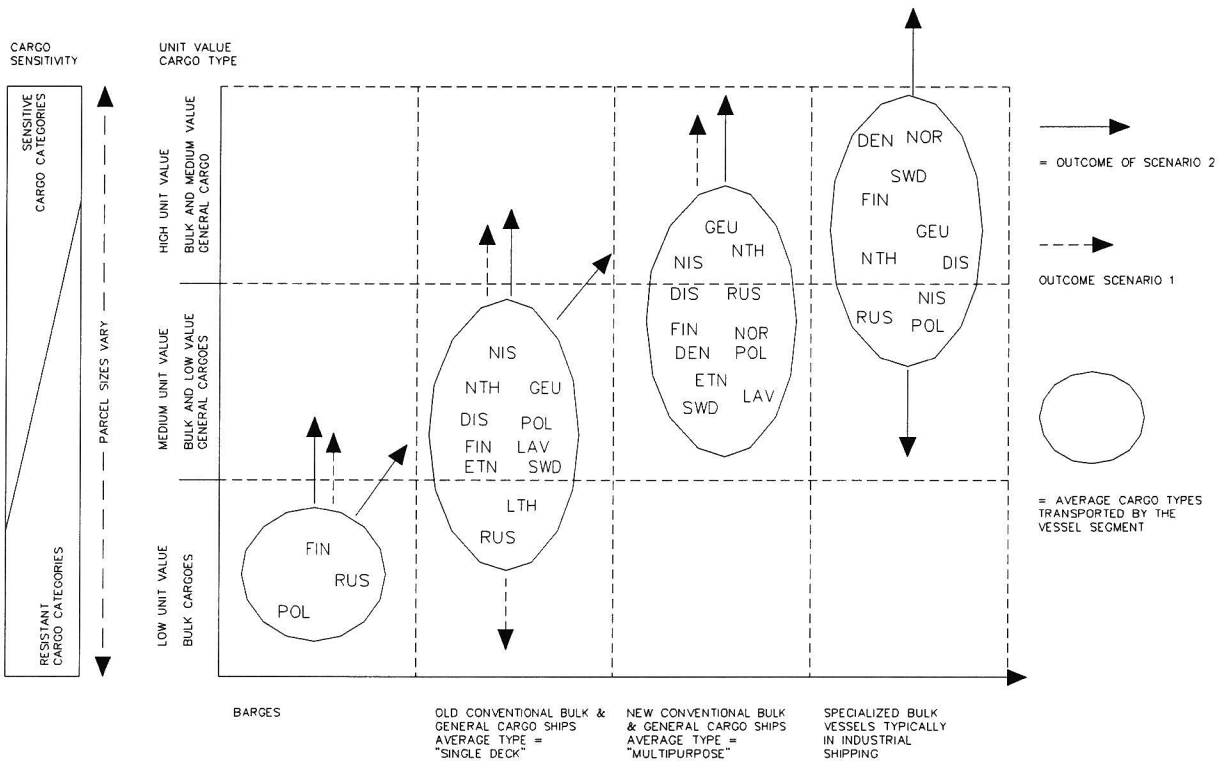 CARGO
SENSITIVITY
UNIT VALUE
CARGO TYPE
SENSITIVE
CARGO CATEGORIES
RESISTANT
CARGO CATEGORIES
PARCEL SIZES VARY
HIGH UNIT VALUE
BULK AND MEDIUM VALUE
GENERAL CARGO
MEDIUM UNIT VALUE
BULK AND LOW VALUE
GENERAL CARGOES
LOW UNIT VALUE
BULK CARGOES
FIN
RUS
POL
NIS
NTH GEU
DIS POL
FIN LAV
ETN SWD
LTH
RUS
GEU
NTH
NIS
DIS RUS
FIN NOR
DEN POL
ETN
LAV
SWD
DEN NOR
SWD
FIN
GEU
NTH DIS
NIS
RUS POL
= OUTCOME OF SCENARIO 2
OUTCOME SCENARIO 1
= AVERAGE CARGO TYPES
TRANSPORTED BY THE
VESSEL SEGMENT
BARGES
OLD CONVENTIONAL BULK &
GENERAL CARGO SHIPS
AVERAGE TYPE =
"SINGLE DECK"
NEW CONVENTIONAL BULK
& GENERAL CARGO SHIPS
AVERAGE TYPE =
"MULTIPURPOSE"
SPECIALIZED BULK
VESSELS TYPICALLY
IN INDUSTRIAL
SHIPPING